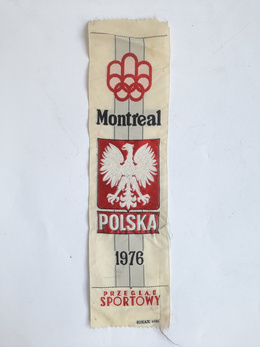 Montreal
POLSKA
1976
PRZEGLĄD
SPORTOWY